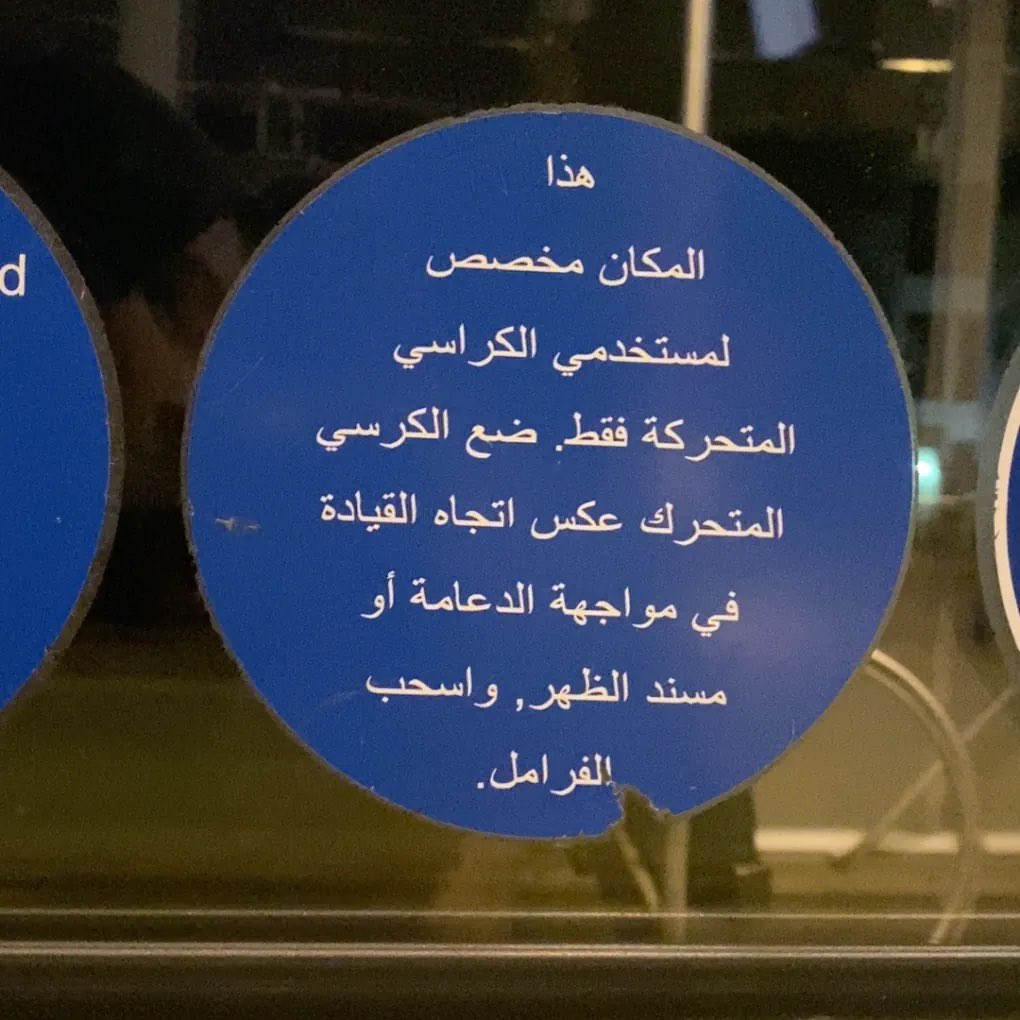 هذا
المكان مخصص
لمستخدمي الكراسي
المتحركة فقط. ضع الكرسي
المتحرك عكس اتجاه القيادة
في مواجهة الدعامة أو
مسند الظهر, واسحب
الفرامل.
d